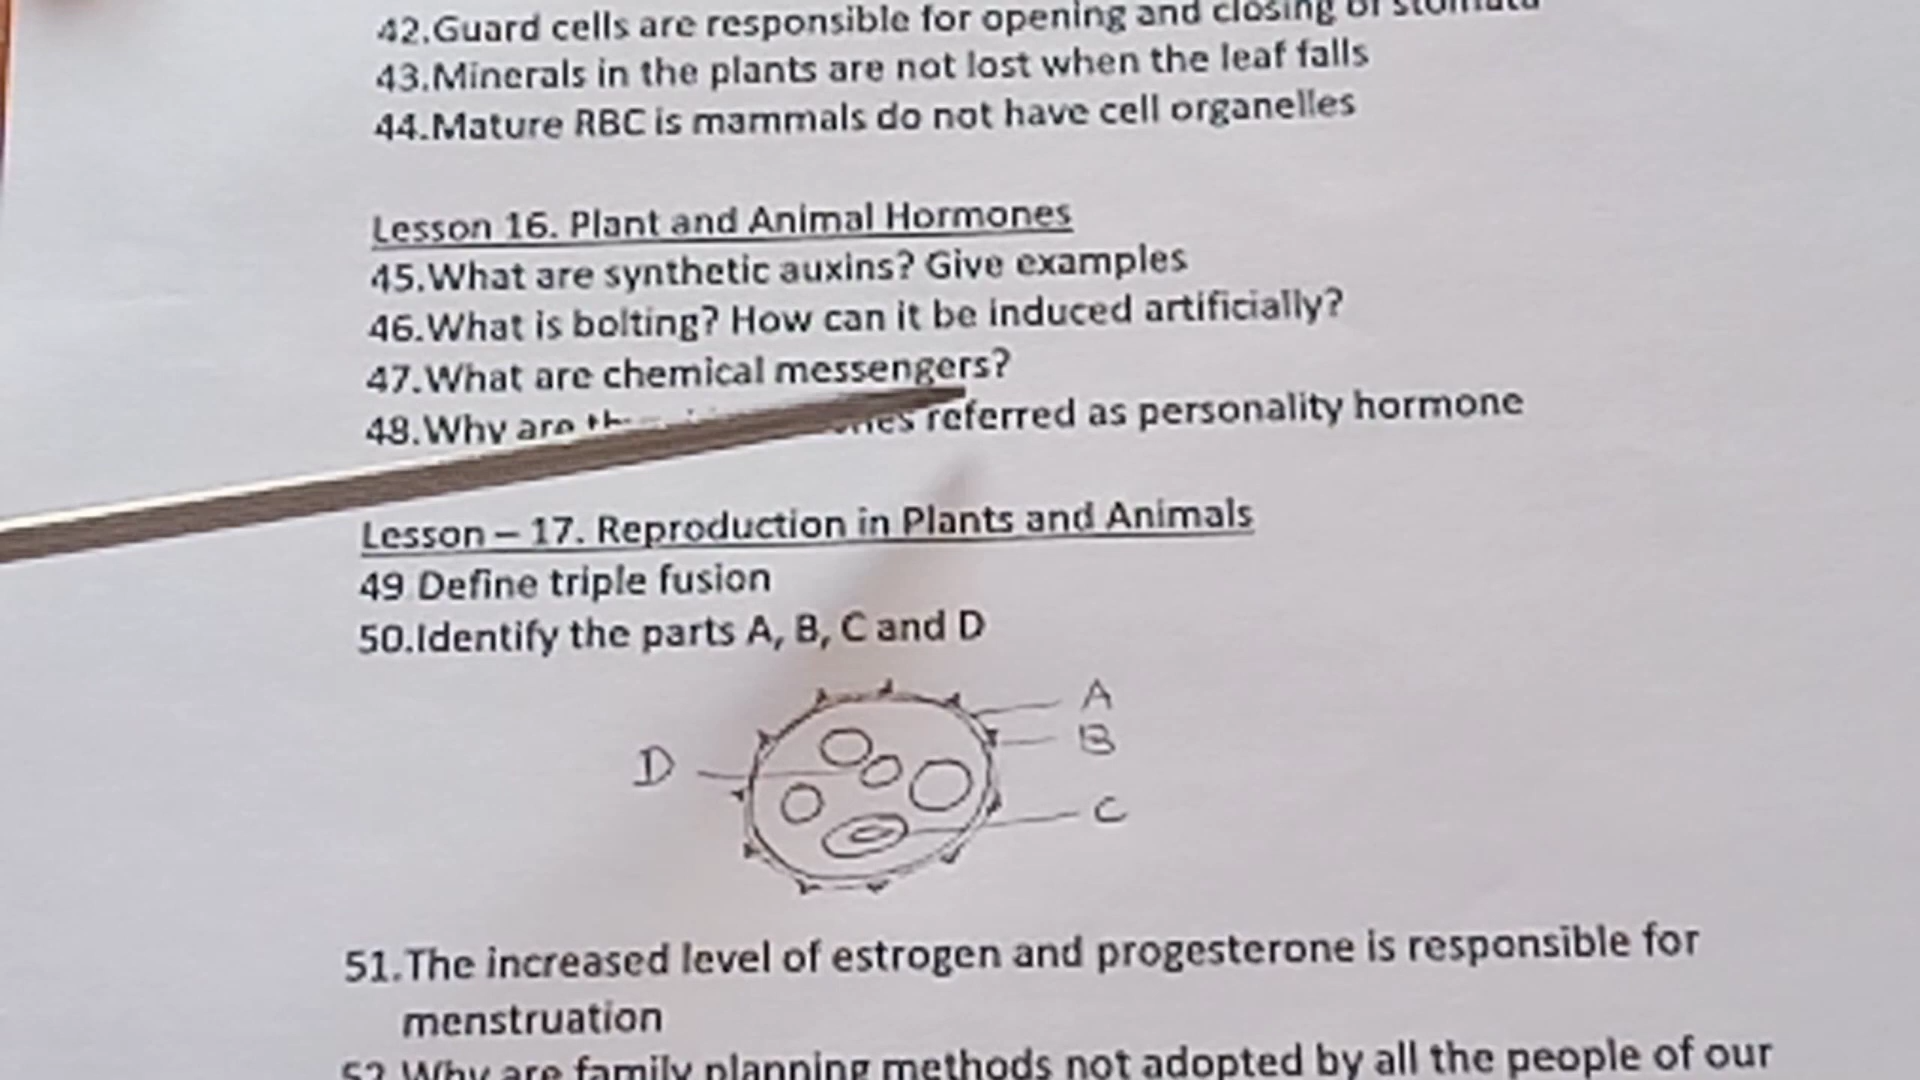 42.Guard cells are responsible for opening and closing of stomata
43.Minerals in the plants are not lost when the leaf falls
44.Mature RBC is mammals do not have cell organelles
Lesson 16. Plant and Animal Hormones
45.What are synthetic auxins? Give examples
46.What is bolting? How can it be induced artificially?
47.What are chemical messengers?
48.Why are referred as personality hormone
Lesson – 17. Reproduction in Plants and Animals
49 Define triple fusion
50.Identify the parts A, B, C and D
A
B
D
C
51.The increased level of estrogen and progesterone is responsible for
menstruation
52.Why are family planning methods not adopted by all the people of our